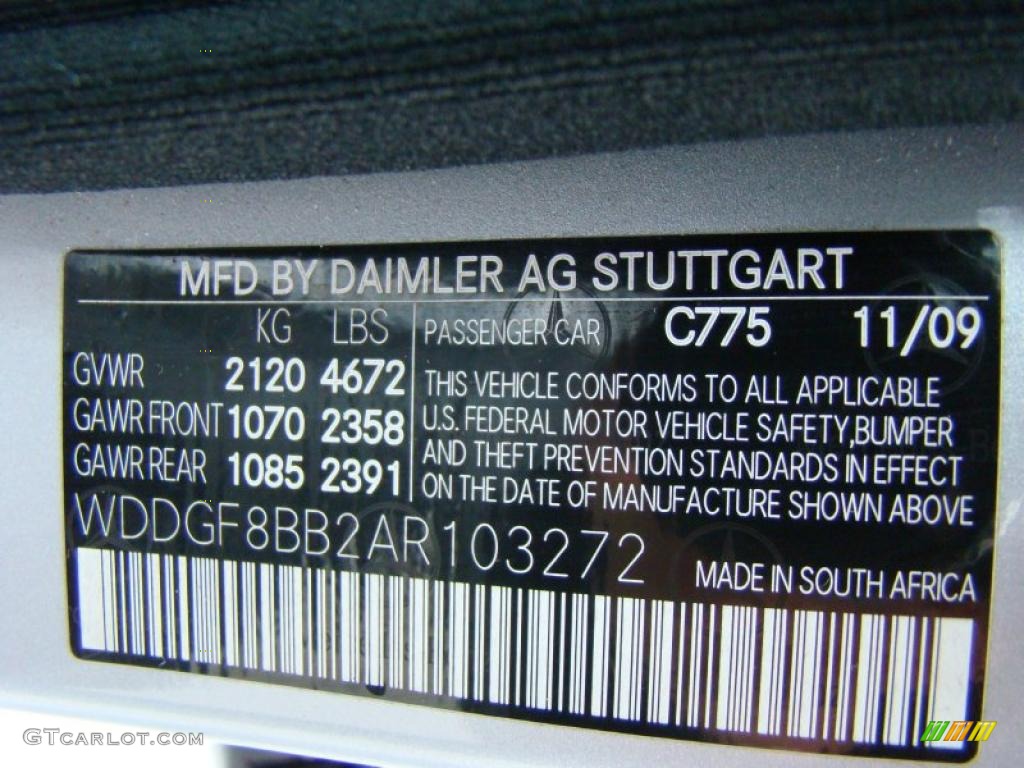 MFD BY DAIMLER AG STUTTGART
KG LBS
GVWR 2120 4672
GAWR FRONT 1070 2358
GAWR REAR 1085 2391
PASSENGER CAR C775 11/09
THIS VEHICLE CONFORMS TO ALL APPLICABLE
U.S. FEDERAL MOTOR VEHICLE SAFETY,BUMPER
AND THEFT PREVENTION STANDARDS IN EFFECT
ON THE DATE OF MANUFACTURE SHOWN ABOVE
WDDGF8BB2AR103272
MADE IN SOUTH AFRICA
GTCarlot.com